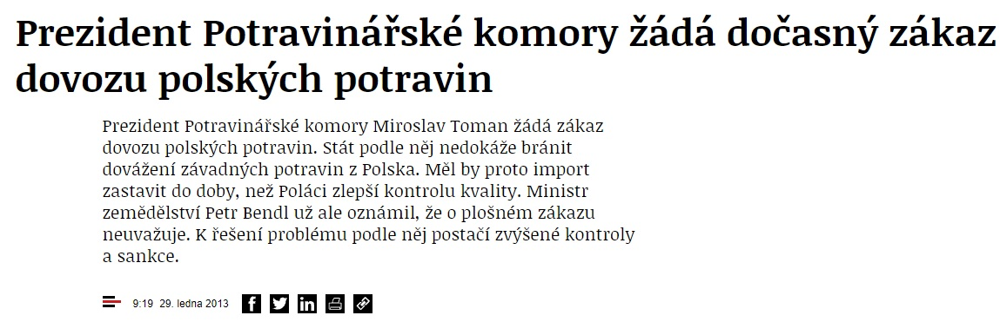 Prezident Potravinářské komory žádá dočasný zákaz
dovozu polských potravin
Prezident Potravinářské komory Miroslav Toman žádá zákaz
dovozu polských potravin. Stát podle něj nedokáže bránit
dovážení závadných potravin z Polska. Měl by proto import
zastavit do doby, než Poláci zlepší kontrolu kvality. Ministr
zemědělství Petr Bendl už ale oznámil, že o plošném zákazu
neuvažuje. K řešení problému podle něj postačí zvýšené kontroly
a sankce.
9:19 29. ledna 2013